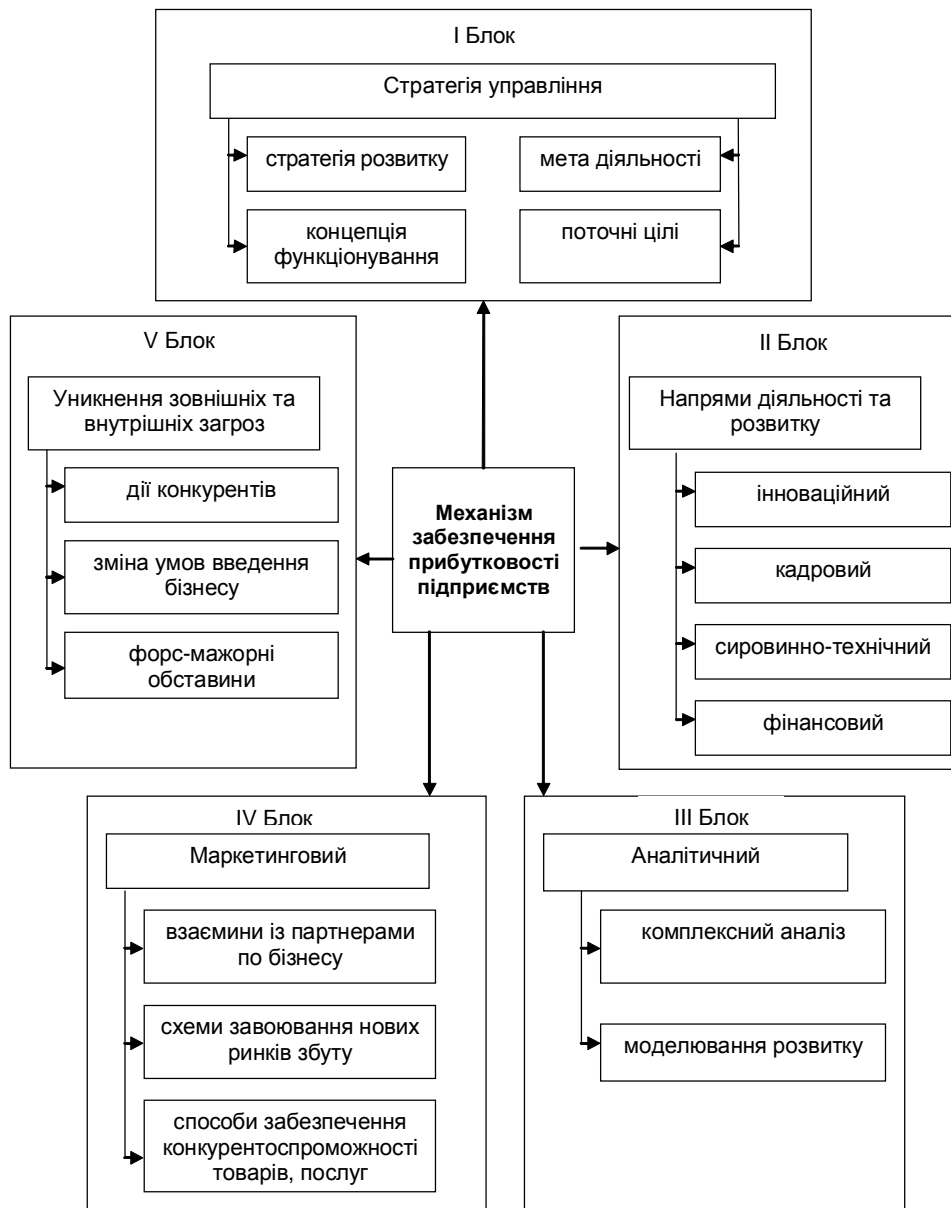 І Блок
Стратегія управління
стратегія розвитку
мета діяльності
концепція
функціонування
поточні цілі
V Блок
Уникнення зовнішніх та
внутрішніх загроз
дії конкурентів
зміна умов введення
бізнесу
форс-мажорні
обставини
Механізм
забезпечення
прибутковості
підприємств
ІІ Блок
Напрями діяльності та
розвитку
інноваційний
кадровий
сировинно-технічний
фінансовий
IV Блок
Маркетинговий
взаємини із партнерами
по бізнесу
схеми завоювання нових
ринків збуту
способи забезпечення
конкурентоспроможності
товарів, послуг
ІІІ Блок
Аналітичний
комплексний аналіз
моделювання розвитку